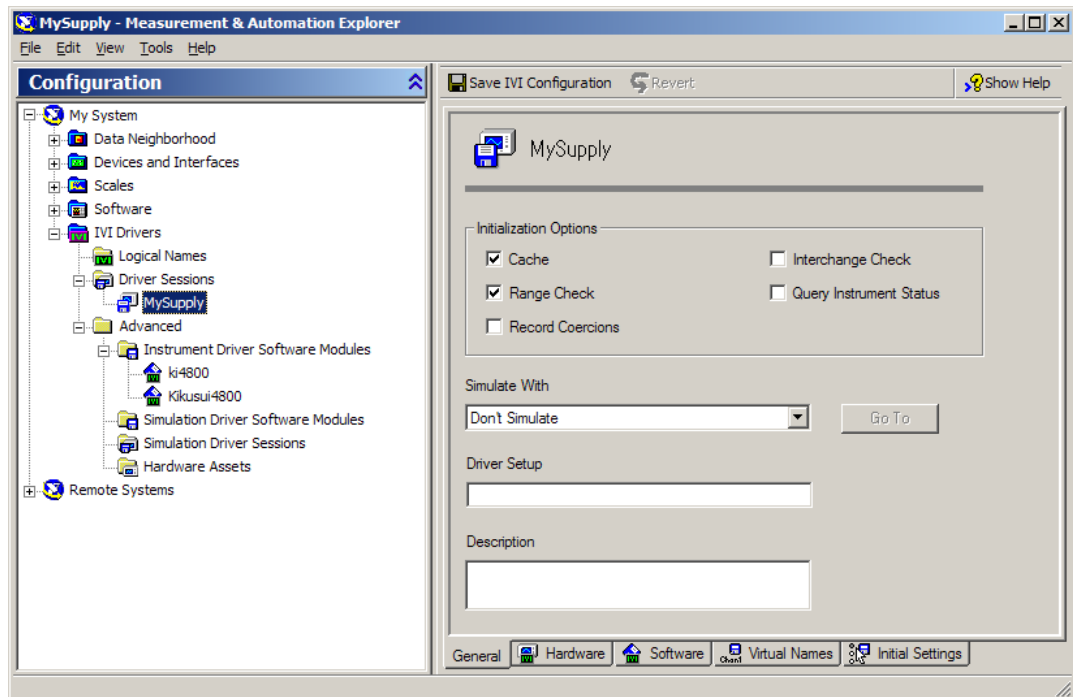 MySupply - Measurement & Automation Explorer
File Edit View Tools Help
Configuration
My System
Data Neighborhood
Devices and Interfaces
Scales
Software
IVI Drivers
Logical Names
Driver Sessions
MySupply
Advanced
Instrument Driver Software Modules
ki4800
Kikusui4800
Simulation Driver Software Modules
Simulation Driver Sessions
Hardware Assets
Remote Systems
Save IVI Configuration Revert Show Help
MySupply
Initialization Options
Cache Interchange Check
Range Check Query Instrument Status
Record Coercions
Simulate With
Don't Simulate Go To
Driver Setup
Description
General Hardware Software Virtual Names Initial Settings